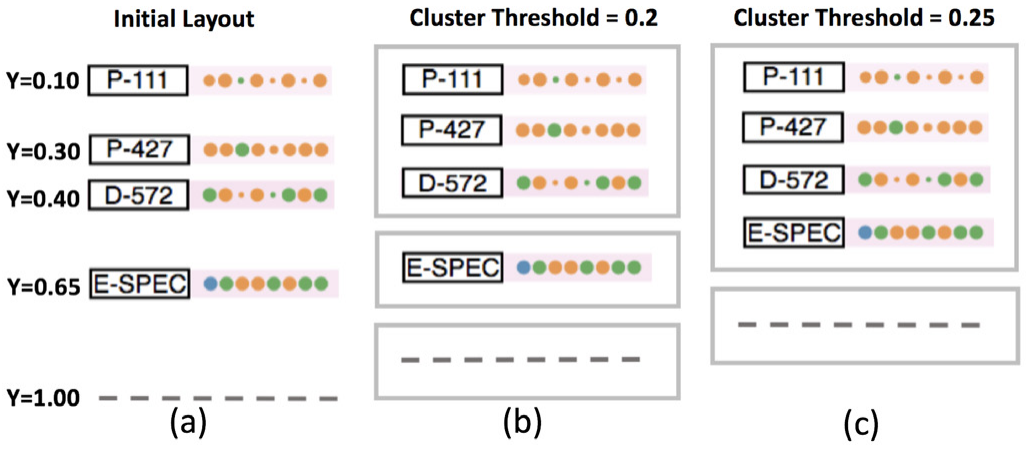 Initial Layout
Cluster Threshold = 0.2
Cluster Threshold = 0.25
Y=0.10 P-111
Y=0.30 P-427
Y=0.40 D-572
Y=0.65 E-SPEC
Y=1.00
P-111
P-427
D-572
E-SPEC
P-111
P-427
D-572
E-SPEC
(a)
(b)
(c)